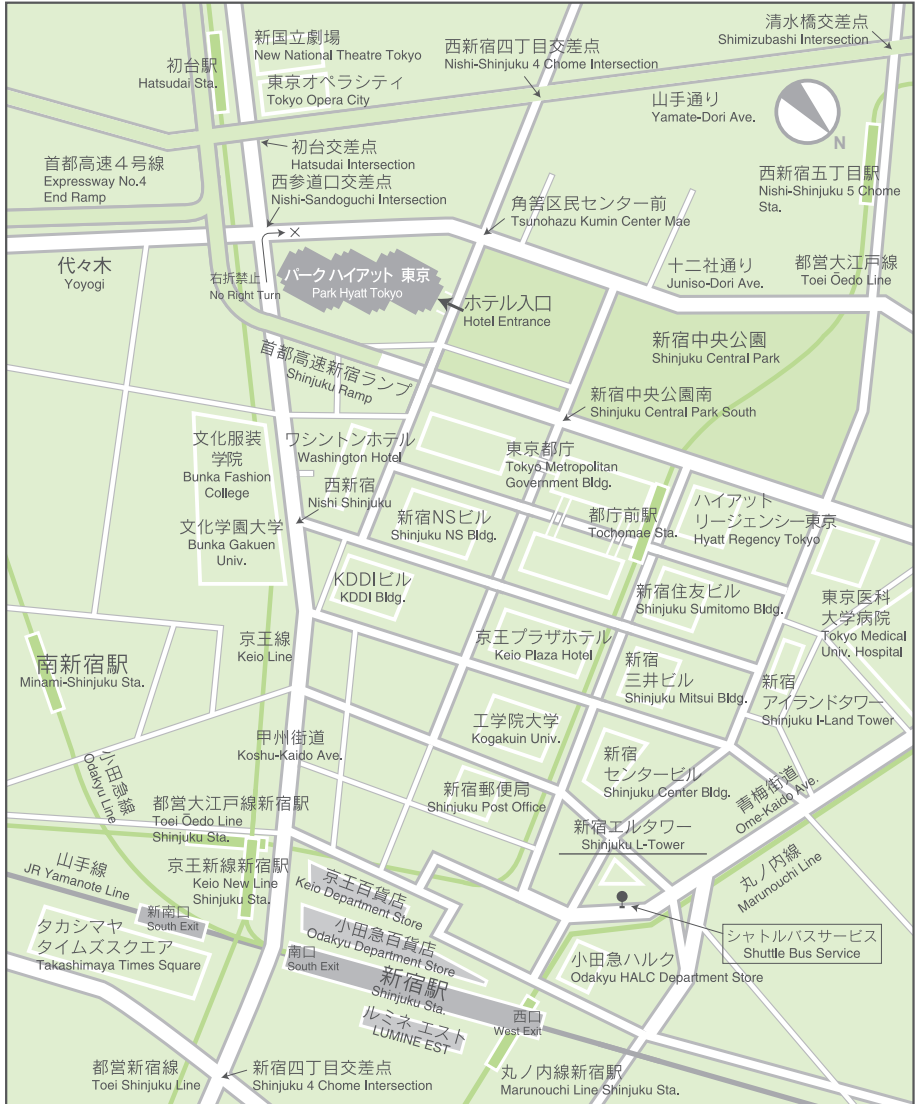 清水橋交差点
Shimizubashi Intersection
新国立劇場
New National Theatre Tokyo
西新宿四丁目交差点
Nishi-Shinjuku 4 Chome Intersection
初台駅
Hatsudai Sta.
東京オペラシティ
Tokyo Opera City
山手通り
Yamate-Dori Ave.
N
初台交差点
Hatsudai Intersection
首都高速4号線
Expressway No.4
End Ramp
西参道口交差点
Nishi-Sandoguchi Intersection
西新宿五丁目駅
Nishi-Shinjuku 5 Chome
Sta.
角筈区民センター前
Tsunohazu Kumin Center Mae
代々木
Yoyogi
右折禁止
No Right Turn
パーク ハイアット 東京
Park Hyatt Tokyo
十二社通り
Juniso-Dori Ave.
都営大江戸線
Toei Ōedo Line
ホテル入口
Hotel Entrance
新宿中央公園
Shinjuku Central Park
首都高速新宿ランプ
Shinjuku Ramp
新宿中央公園南
Shinjuku Central Park South
文化服装
学院
Bunka Fashion
College
ワシントンホテル
Washington Hotel
東京都庁
Tokyo Metropolitan
Government Bldg.
西新宿
Nishi Shinjuku
新宿NSビル
Shinjuku NS Bldg.
都庁前駅
Tochomae Sta.
ハイアット
リージェンシー東京
Hyatt Regency Tokyo
文化学園大学
Bunka Gakuen
Univ.
KDDIビル
KDDI Bldg.
新宿住友ビル
Shinjuku Sumitomo Bldg.
東京医科
大学病院
Tokyo Medical
Univ. Hospital
京王線
Keio Line
京王プラザホテル
Keio Plaza Hotel
南新宿駅
Minami-Shinjuku Sta.
新宿
三井ビル
Shinjuku Mitsui Bldg.
新宿
アイランドタワー
Shinjuku I-Land Tower
甲州街道
Koshu-Kaido Ave.
工学院大学
Kogakuin Univ.
小田急線
Odakyu Line
新宿
センタービル
Shinjuku Center Bldg.
青梅街道
Ome-Kaido Ave.
新宿郵便局
Shinjuku Post Office
都営大江戸線新宿駅
Toei Ōedo Line
Shinjuku Sta.
新宿エルタワー
Shinjuku L-Tower
山手線
JR Yamanote Line
京王新線新宿駅
Keio New Line
Shinjuku Sta.
京王百貨店
Keio Department Store
丸ノ内線
Marunouchi Line
新南口
South Exit
タカシマヤ
タイムズスクエア
Takashimaya Times Square
小田急百貨店
Odakyu Department Store
シャトルバスサービス
Shuttle Bus Service
南口
South Exit
小田急ハルク
Odakyu HALC Department Store
新宿駅
Shinjuku Sta.
ルミネ エスト
LUMINE EST
西口
West Exit
都営新宿線
Toei Shinjuku Line
新宿四丁目交差点
Shinjuku 4 Chome Intersection
丸ノ内線新宿駅
Marunouchi Line Shinjuku Sta.